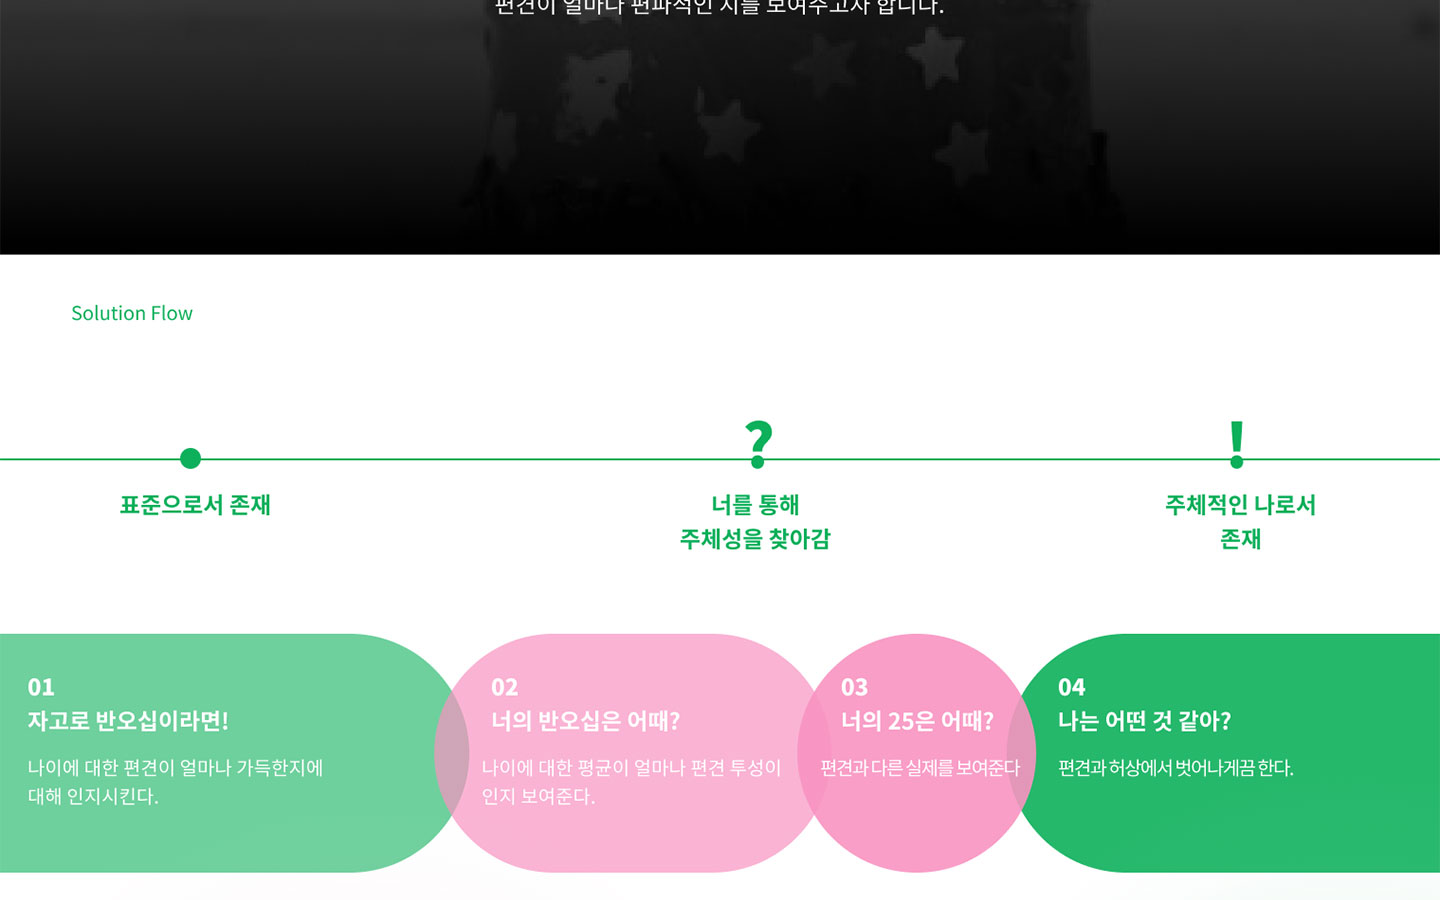 편견이 얼마나 편파적인 지를 보여주고자 합니다.
Solution Flow
?
!
표준으로서 존재
너를 통해
주체성을 찾아감
주체적인 나로서
존재
01
자고로 반오십이라면!
나이에 대한 편견이 얼마나 가득한지에
대해 인지시킨다.
02
너의 반오십은 어때?
나이에 대한 평균이 얼마나 편견 투성이
인지 보여준다.
03
너의 25은 어때?
편견과 다른 실제를 보여준다
04
나는 어떤 것 같아?
편견과 허상에서 벗어나게끔 한다.